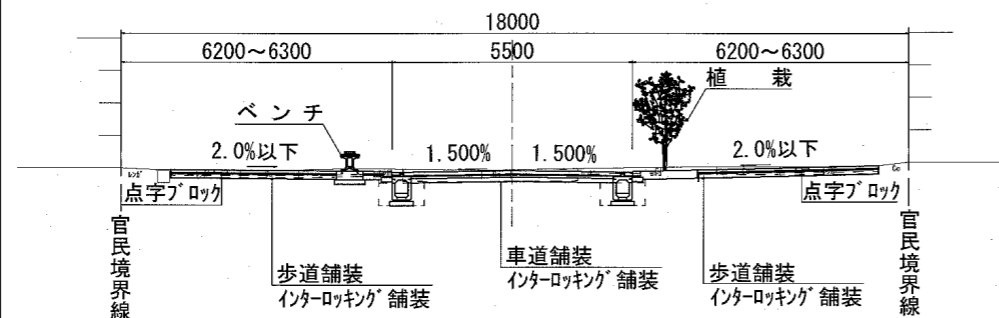 18000
6200～6300
5500
6200～6300
植　栽
ベンチ
2.0%以下
1.500%
1.500%
2.0%以下
点字ブロック
点字ブロック
官民境界線
官民境界線
車道舗装
インターロッキング舗装
歩道舗装
インターロッキング舗装
歩道舗装
インターロッキング舗装